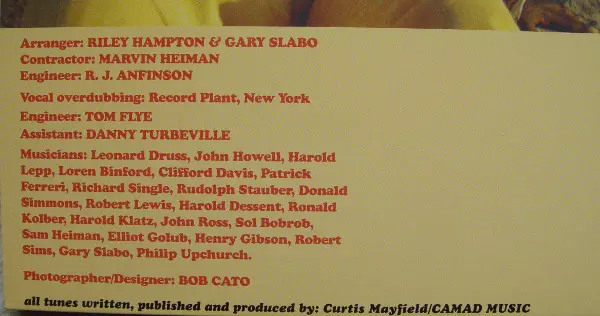 Arranger: RILEY HAMPTON & GARY SLABO
Contractor: MARVIN HEIMAN
Engineer: R. J. ANFINSON
Vocal overdubbing: Record Plant, New York
Engineer: TOM FLYE
Assistant: DANNY TURBEVILLE
Musicians: Leonard Druss, John Howell, Harold
Lepp, Loren Binford, Clifford Davis, Patrick
Ferreri, Richard Single, Rudolph Stauber, Donald
Simmons, Robert Lewis, Harold Dessent, Ronald
Kolber, Harold Klatz, John Ross, Sol Bobrob,
Sam Heiman, Elliot Golub, Henry Gibson, Robert
Sims, Gary Slabo, Philip Upchurch.
Photographer/Designer: BOB CATO
all tunes written, published and produced by: Curtis Mayfield/CAMAD MUSIC